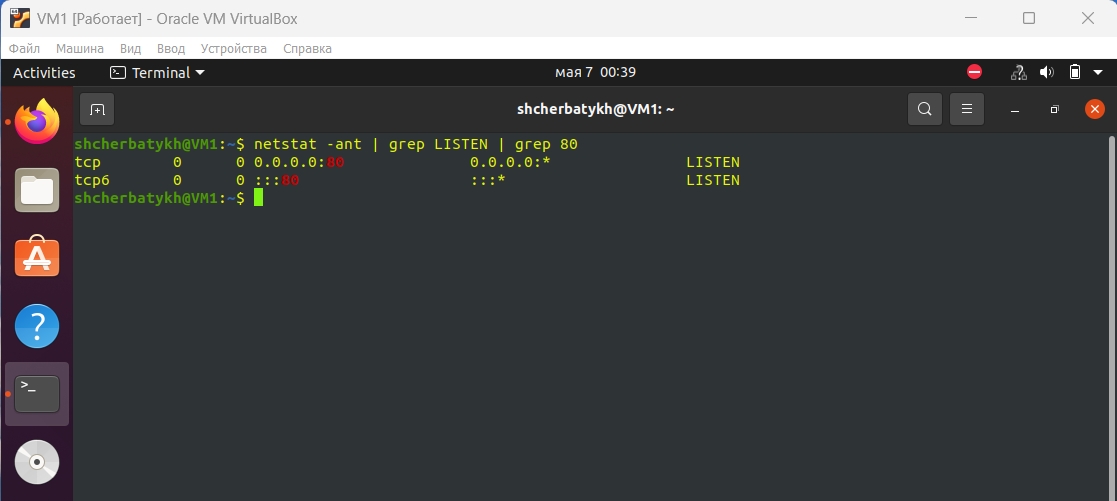 VM1 [Работает] - Oracle VM VirtualBox
Файл Машина Вид Ввод Устройства Справка
Activities Terminal мая 7 00:39
shcherbatykh@VM1: ~
shcherbatykh@VM1:~$ netstat -ant | grep LISTEN | grep 80
tcp 0 0 0.0.0.0:80 0.0.0.0:* LISTEN
tcp6 0 0 :::80 :::* LISTEN
shcherbatykh@VM1:~$